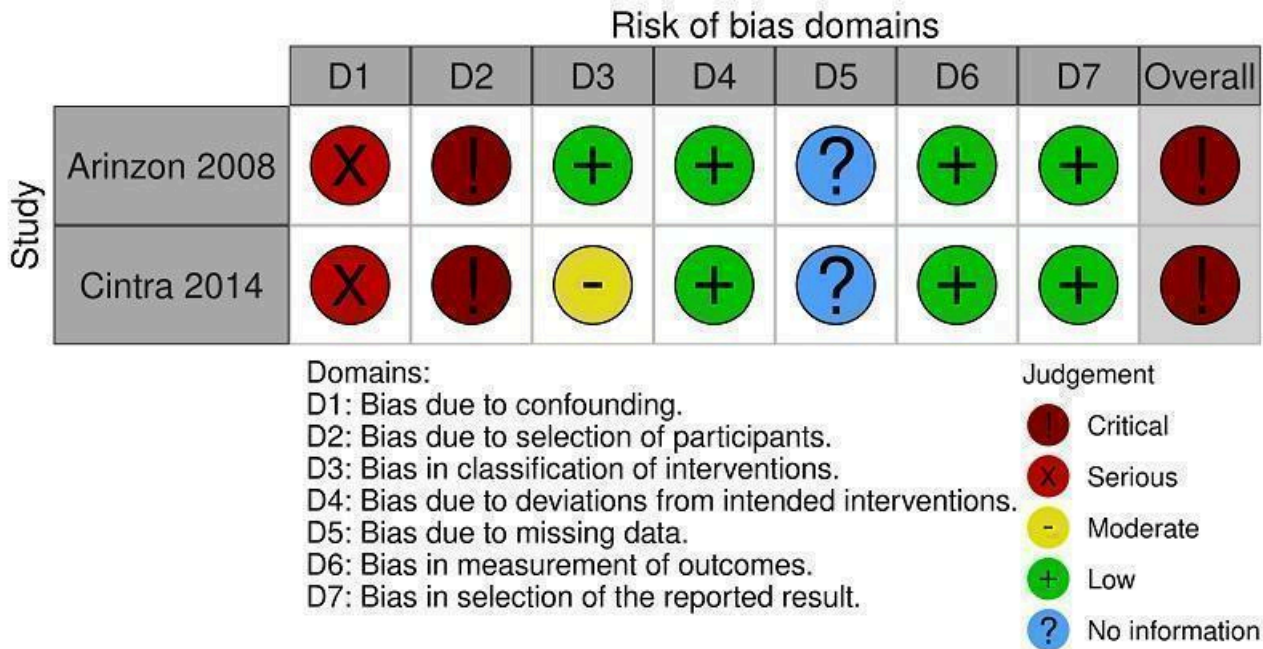 Risk of bias domains
D1 D2 D3 D4 D5 D6 D7 Overall
Study
Arinzon 2008 X ! + + ? + + !
Cintra 2014 X ! - + ? + + !
Domains:
D1: Bias due to confounding.
D2: Bias due to selection of participants.
D3: Bias in classification of interventions.
D4: Bias due to deviations from intended interventions.
D5: Bias due to missing data.
D6: Bias in measurement of outcomes.
D7: Bias in selection of the reported result.
Judgement
! Critical
X Serious
- Moderate
+ Low
? No information